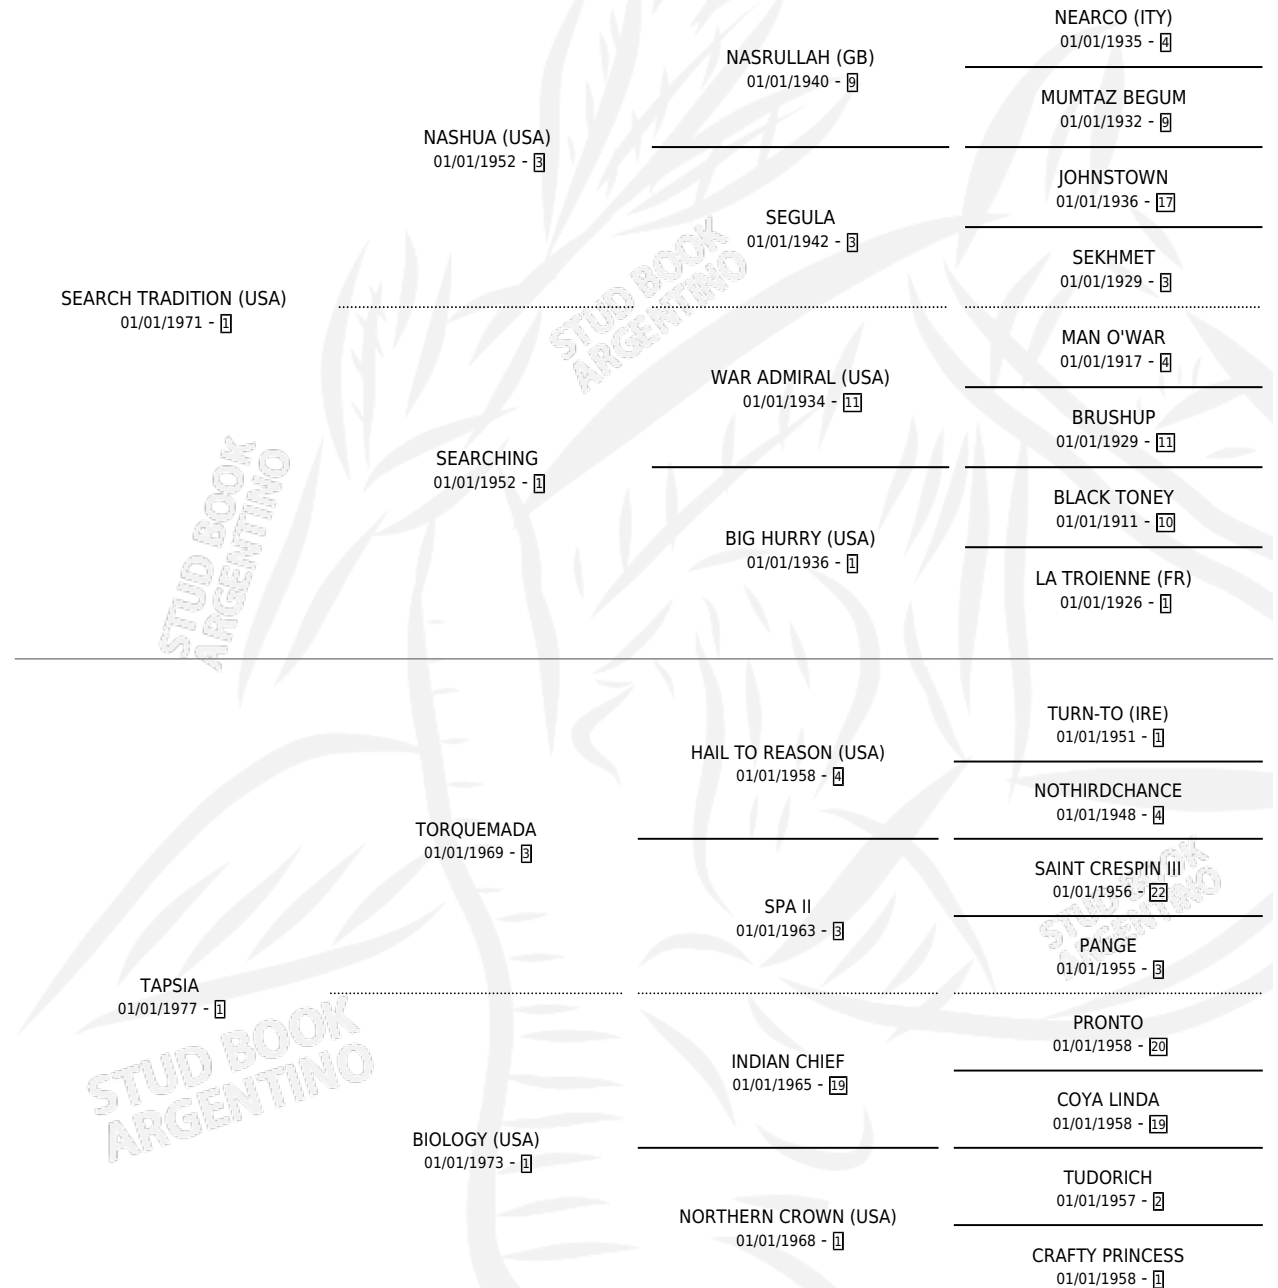 NEARCO (ITY)
01/01/1935 - 4
NASRULLAH (GB)
01/01/1940 - 9
MUMTAZ BEGUM
01/01/1932 - 9
NASHUA (USA)
01/01/1952 - 3
JOHNSTOWN
01/01/1936 - 17
SEGULA
01/01/1942 - 3
SEKHMET
01/01/1929 - 3
SEARCH TRADITION (USA)
01/01/1971 - 1
MAN O'WAR
01/01/1917 - 4
WAR ADMIRAL (USA)
01/01/1934 - 11
BRUSHUP
01/01/1929 - 11
SEARCHING
01/01/1952 - 1
BLACK TONEY
01/01/1911 - 10
BIG HURRY (USA)
01/01/1936 - 1
LA TROIENNE (FR)
01/01/1926 - 1
TURN-TO (IRE)
01/01/1951 - 1
HAIL TO REASON (USA)
01/01/1958 - 4
NOTHIRDCHANCE
01/01/1948 - 4
TORQUEMADA
01/01/1969 - 3
SAINT CRESPIN III
01/01/1956 - 22
SPA II
01/01/1963 - 3
PANGE
01/01/1955 - 3
TAPSIA
01/01/1977 - 1
PRONTO
01/01/1958 - 20
INDIAN CHIEF
01/01/1965 - 19
COYA LINDA
01/01/1958 - 19
BIOLOGY (USA)
01/01/1973 - 1
TUDORICH
01/01/1957 - 2
NORTHERN CROWN (USA)
01/01/1968 - 1
CRAFTY PRINCESS
01/01/1958 - 1
STUD BOOK
ARGENTINO
STUD BOOK
ARGENTINO
STUD BOOK
ARGENTINO
STUD BOOK
ARGENTINO